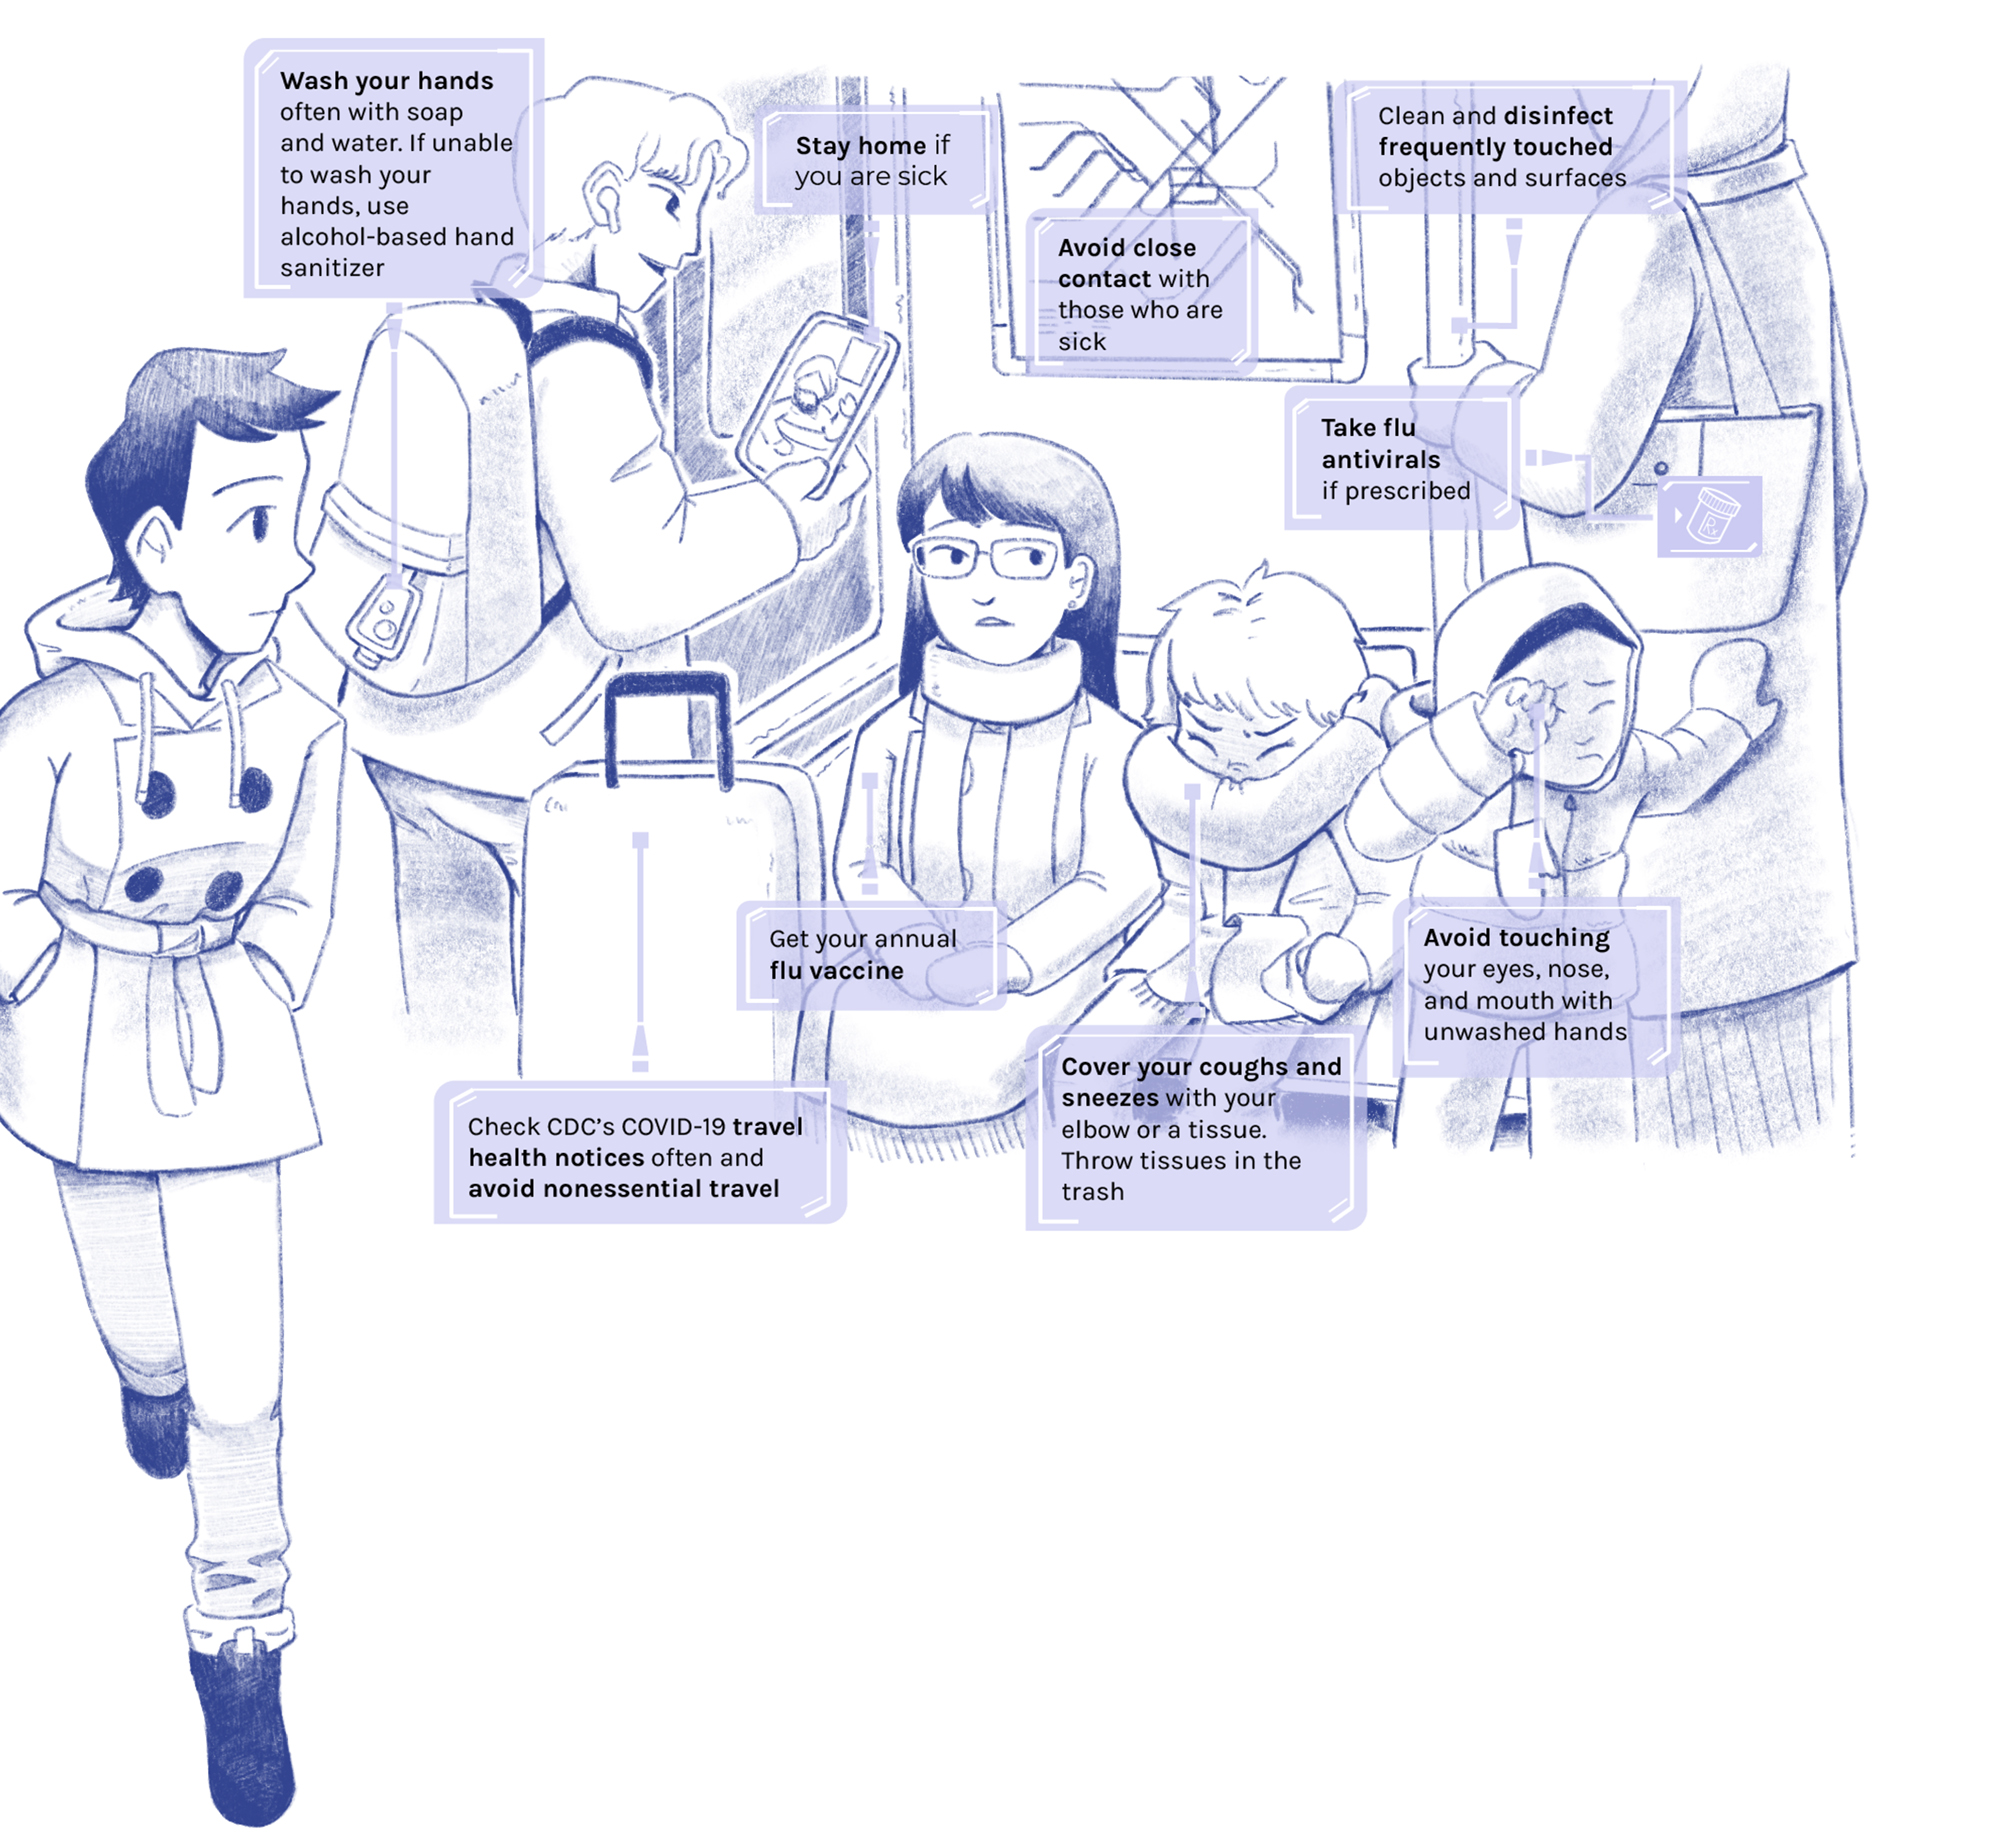 Wash your hands
often with soap
and water. If unable
to wash your
hands, use
alcohol-based hand
sanitizer
Stay home if
you are sick
Avoid close
contact with
those who are
sick
Clean and disinfect
frequently touched
objects and surfaces
Take flu
antivirals
if prescribed
Get your annual
flu vaccine
Avoid touching
your eyes, nose,
and mouth with
unwashed hands
Check CDC’s COVID-19 travel
health notices often and
avoid nonessential travel
Cover your coughs and
sneezes with your
elbow or a tissue.
Throw tissues in the
trash